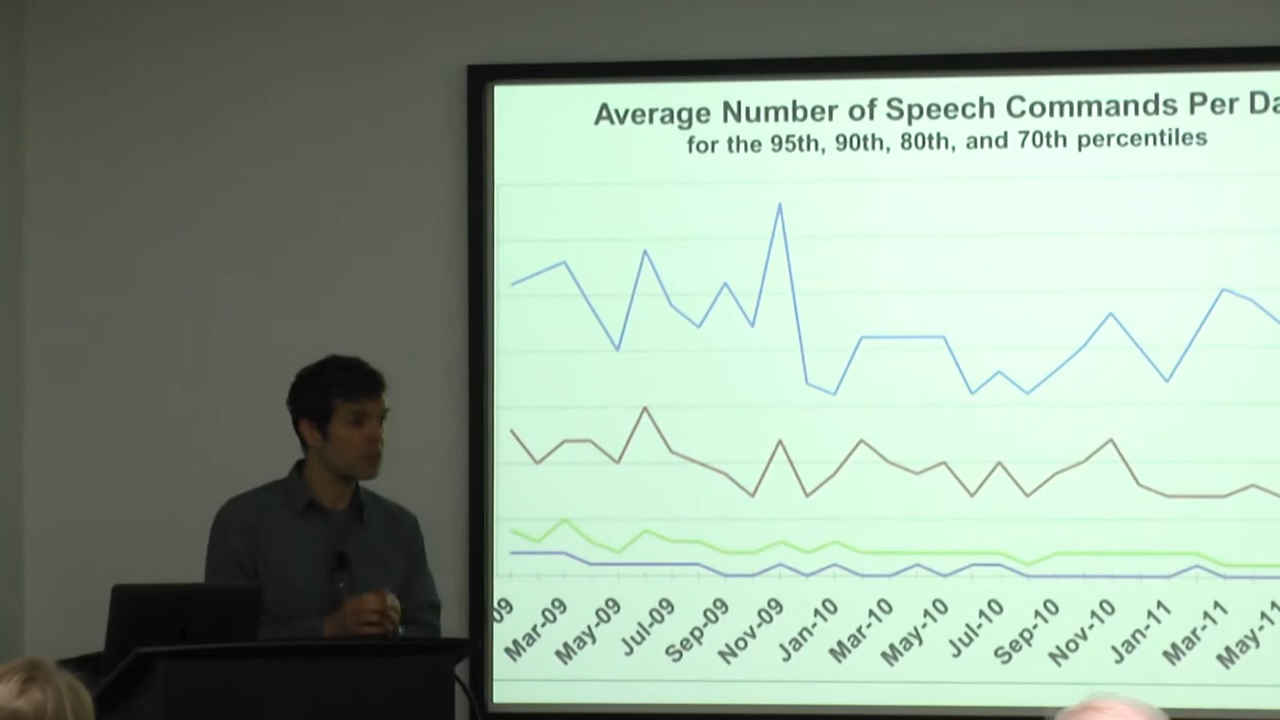 Average Number of Speech Commands Per Da
for the 95th, 90th, 80th, and 70th percentiles
09
Mar-09
May-09
Jul-09
Sep-09
Nov-09
Jan-10
Mar-10
May-10
Jul-10
Sep-10
Nov-10
Jan-11
Mar-11
May-11